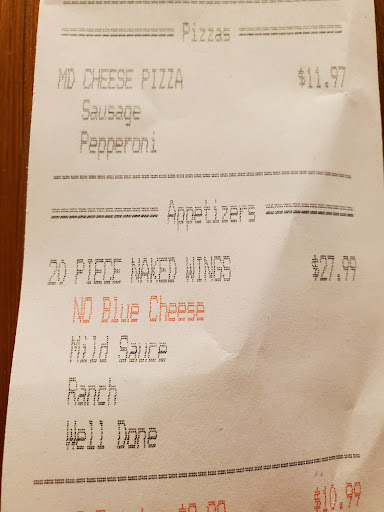 Pizzas
MD CHEESE PIZZA $11.97
Sausage
Pepperoni
Appetizers
20 PIECE NAKED WINGS $27.99
NO Blue Cheese
Mild Sauce
Ranch
Well Done
$10.99